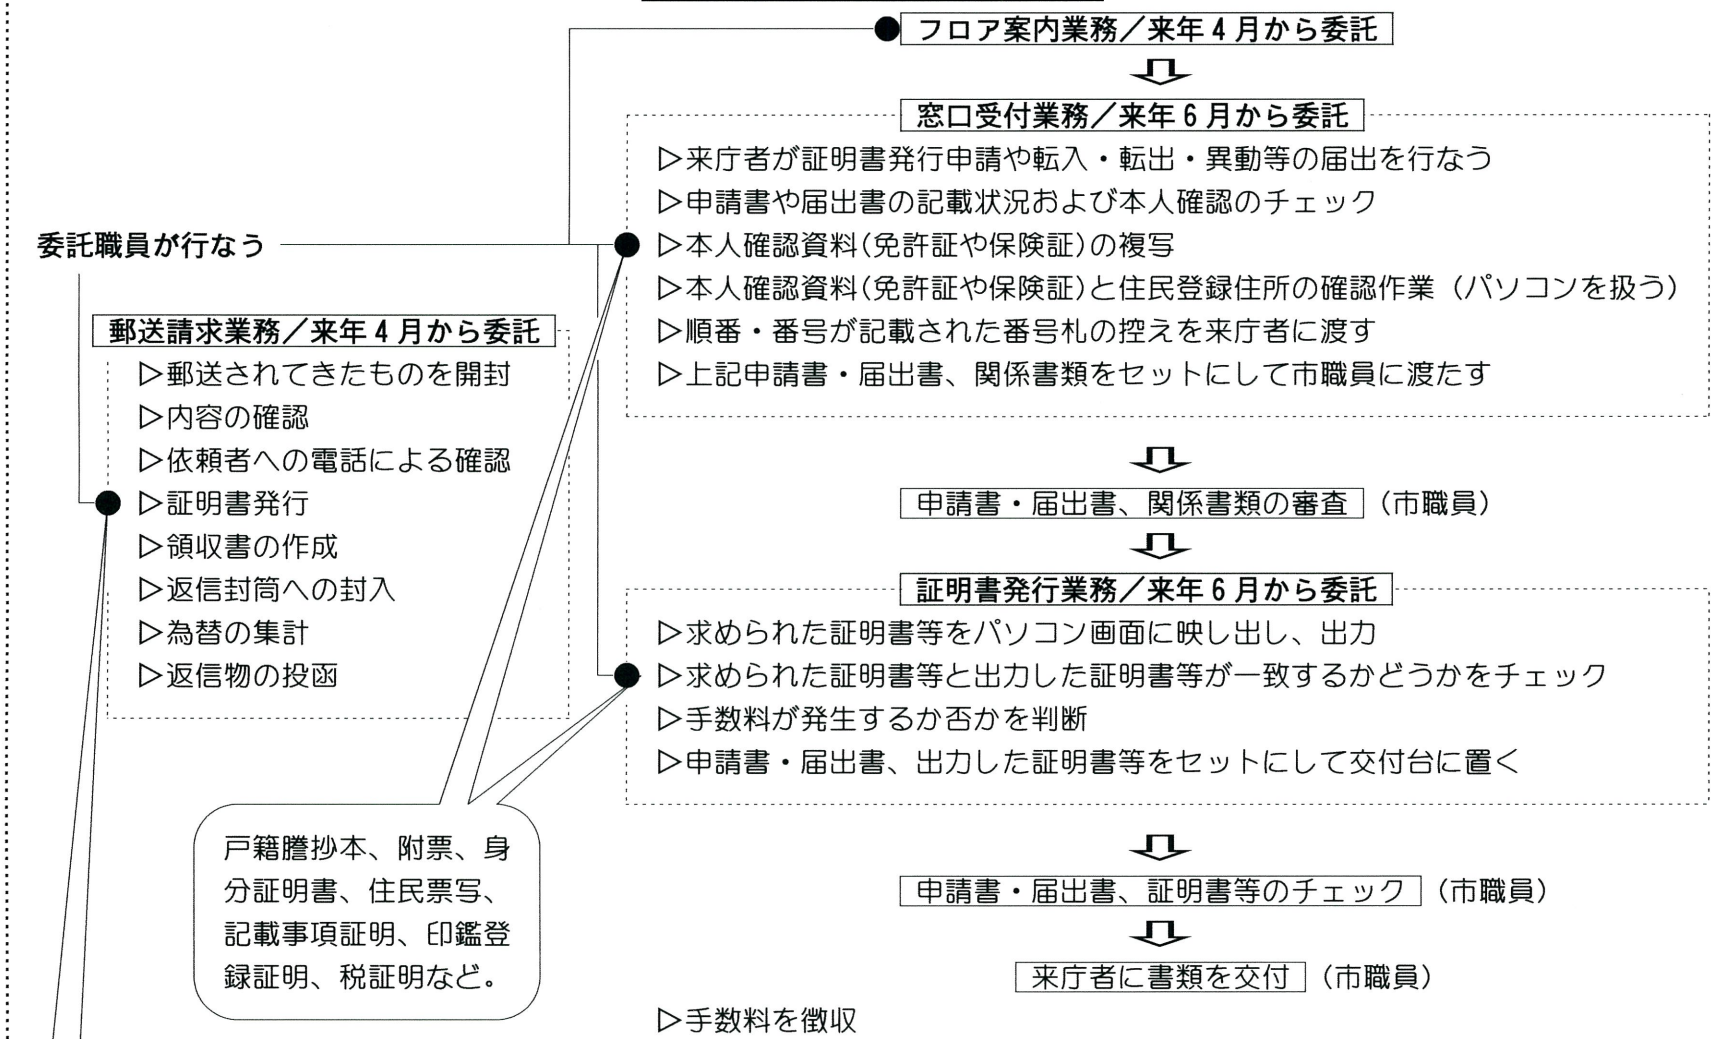 フロア案内業務／来年4月から委託
窓口受付業務／来年6月から委託
▷来庁者が証明書発行申請や転入・転出・異動等の届出を行なう
▷申請書や届出書の記載状況および本人確認のチェック
▷本人確認資料(免許証や保険証)の複写
▷本人確認資料(免許証や保険証)と住民登録住所の確認作業（パソコンを扱う）
▷順番・番号が記載された番号札の控えを来庁者に渡す
▷上記申請書・届出書、関係書類をセットにして市職員に渡たす
委託職員が行なう
郵送請求業務／来年4月から委託
▷郵送されてきたものを開封
▷内容の確認
▷依頼者への電話による確認
▷証明書発行
▷領収書の作成
▷返信封筒への封入
▷為替の集計
▷返信物の投函
申請書・届出書、関係書類の審査（市職員）
証明書発行業務／来年6月から委託
▷求められた証明書等をパソコン画面に映し出し、出力
▷求められた証明書等と出力した証明書等が一致するかどうかをチェック
▷手数料が発生するか否かを判断
▷申請書・届出書、出力した証明書等をセットにして交付台に置く
戸籍謄抄本、附票、身
分証明書、住民票写、
記載事項証明、印鑑登
録証明、税証明など。
申請書・届出書、証明書等のチェック（市職員）
来庁者に書類を交付（市職員）
▷手数料を徴収